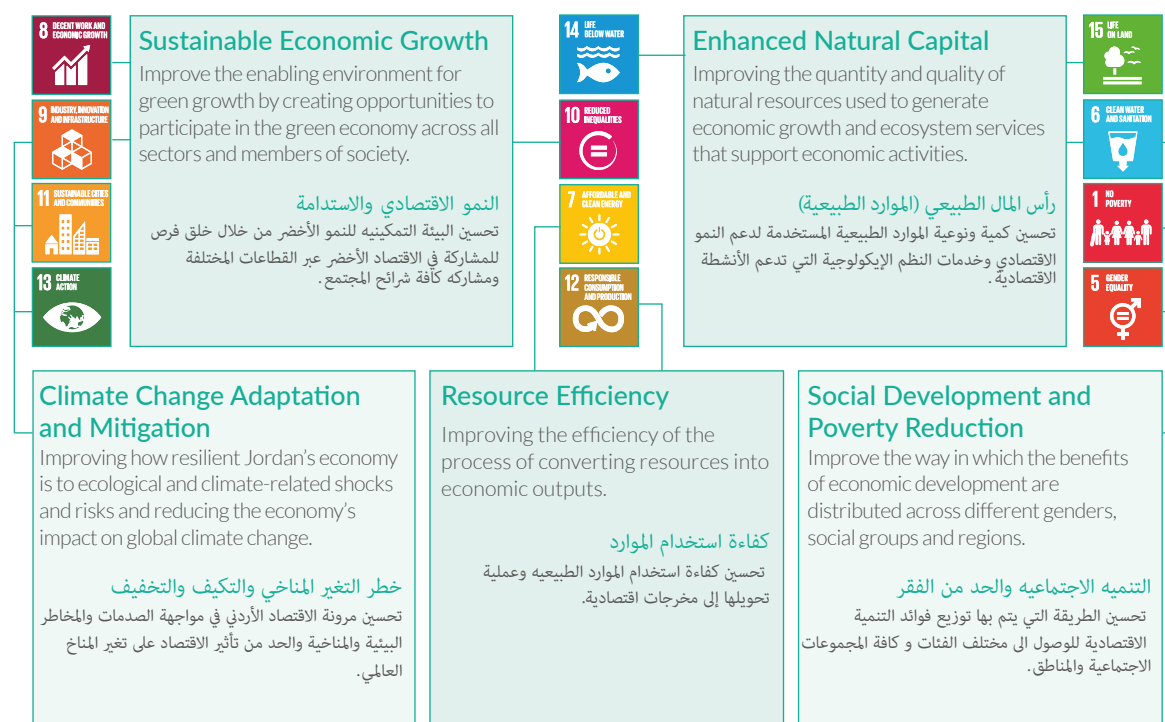 8 DECENT WORK AND
ECONOMIC GROWTH
9 INDUSTRY, INNOVATION
AND INFRASTRUCTURE
11 SUSTAINABLE CITIES
AND COMMUNITIES
13 CLIMATE
ACTION
Sustainable Economic Growth
Improve the enabling environment for
green growth by creating opportunities to
participate in the green economy across all
sectors and members of society.
النمو الاقتصادي والاستدامة
تحسين البيئة التمكينيه للنمو الأخضر من خلال خلق فرص
للمشاركة في الاقتصاد الأخضر عبر القطاعات المختلفة
ومشاركه كافة شرائح المجتمع.
14 LIFE
BELOW WATER
10 REDUCED
INEQUALITIES
7 AFFORDABLE AND
CLEAN ENERGY
12 RESPONSIBLE
CONSUMPTION
AND PRODUCTION
Enhanced Natural Capital
Improving the quantity and quality of
natural resources used to generate
economic growth and ecosystem services
that support economic activities.
رأس المال الطبيعي (الموارد الطبيعية)
تحسين كمية ونوعية الموارد الطبيعية المستخدمة لدعم النمو
الاقتصادي وخدمات النظم الإيكولوجية التي تدعم الأنشطة
الاقتصادية.
15 LIFE
ON LAND
6 CLEAN WATER
AND SANITATION
1 NO
POVERTY
5 GENDER
EQUALITY
Climate Change Adaptation
and Mitigation
Improving how resilient Jordan's economy
is to ecological and climate-related shocks
and risks and reducing the economy's
impact on global climate change.
خطر التغير المناخي والتكيف والتخفيف
تحسين مرونة الاقتصاد الأردني في مواجهة الصدمات والمخاطر
البيئية والمناخية والحد من تأثير الاقتصاد على تغير المناخ
العالمي.
Resource Efficiency
Improving the efficiency of the
process of converting resources into
economic outputs.
كفاءة استخدام الموارد
تحسين كفاءة استخدام الموارد الطبيعيه وعملية
تحويلها إلى مخرجات اقتصادية.
Social Development and
Poverty Reduction
Improve the way in which the benefits
of economic development are
distributed across different genders,
social groups and regions.
التنميه الاجتماعيه والحد من الفقر
تحسين الطريقة التي يتم بها توزيع فوائد التنمية
الاقتصادية للوصول الى مختلف الفئات و كافة المجموعات
الاجتماعية والمناطق.